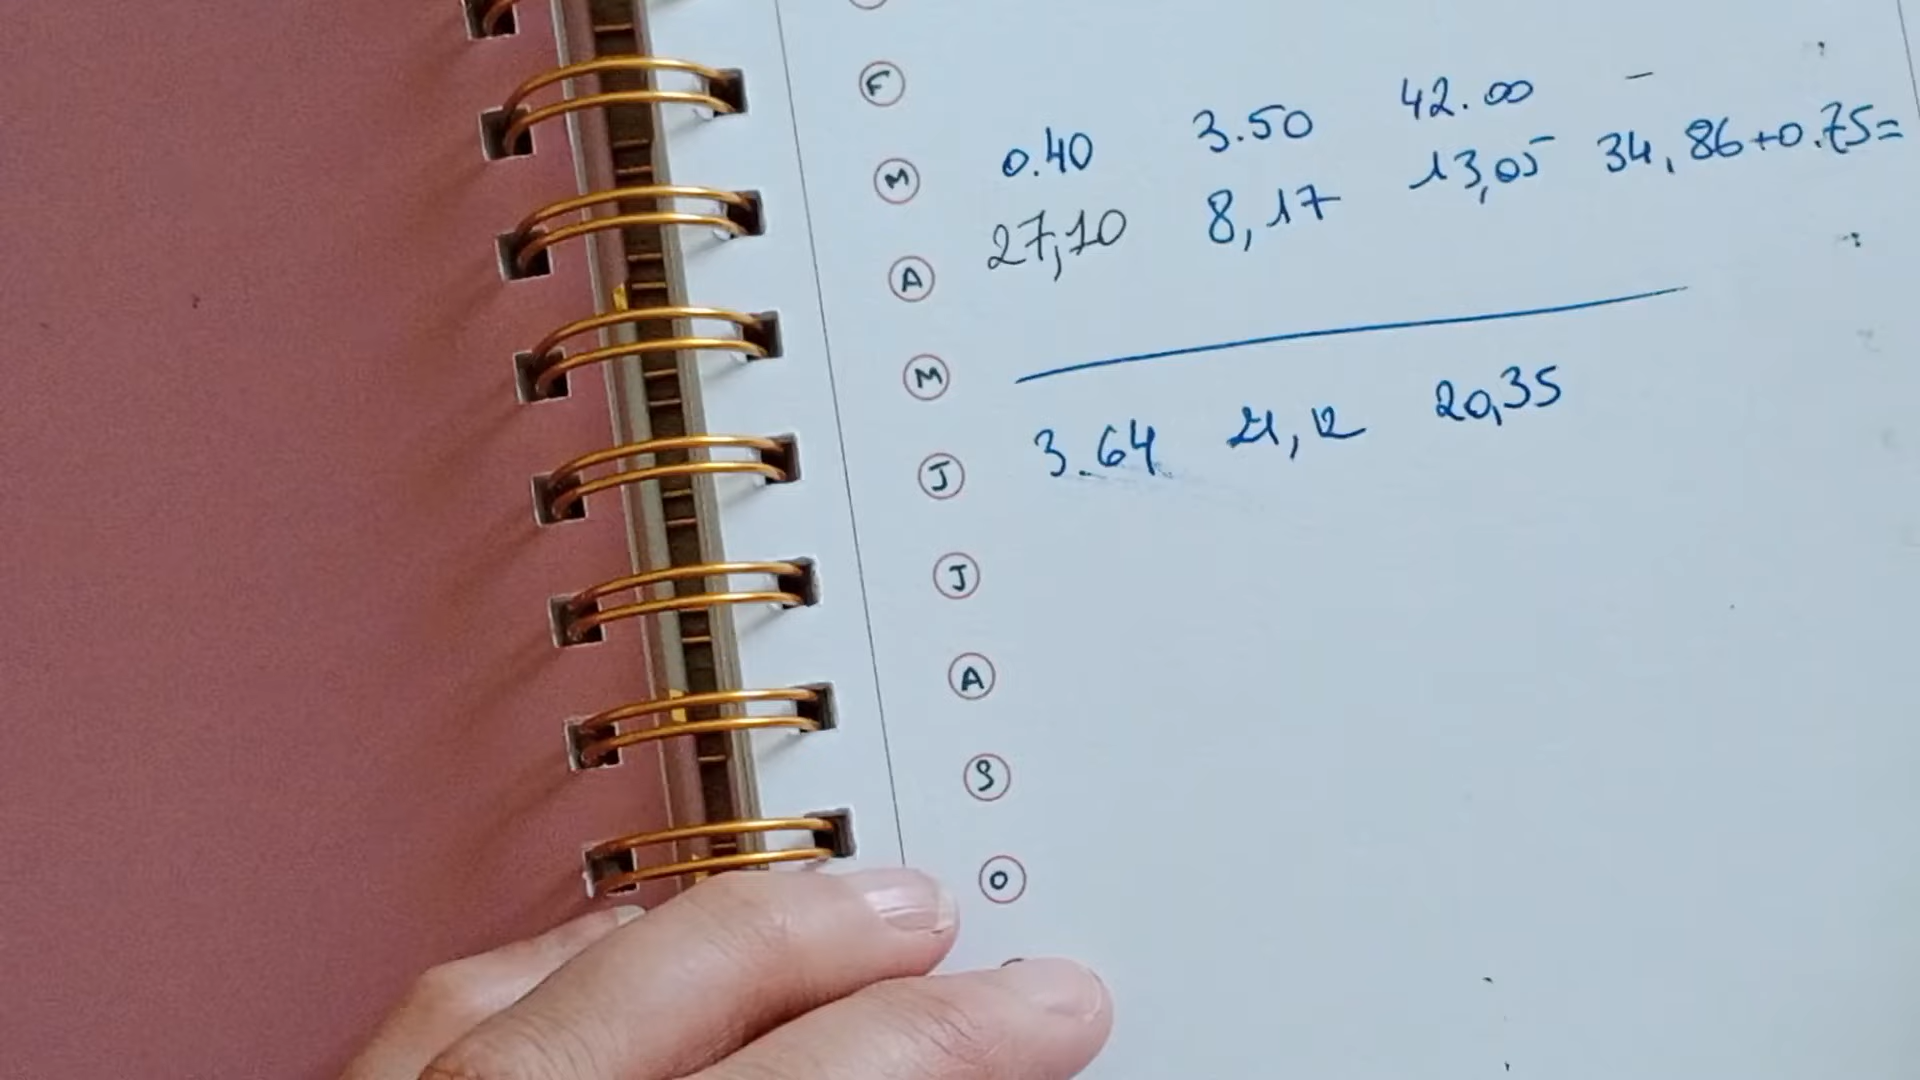 F
M 0.40 3.50 42.00 –
A 27,10 8,17 13,05 34,86+0.75=
M
J 3.64 21,12 20,35
J
A
S
O